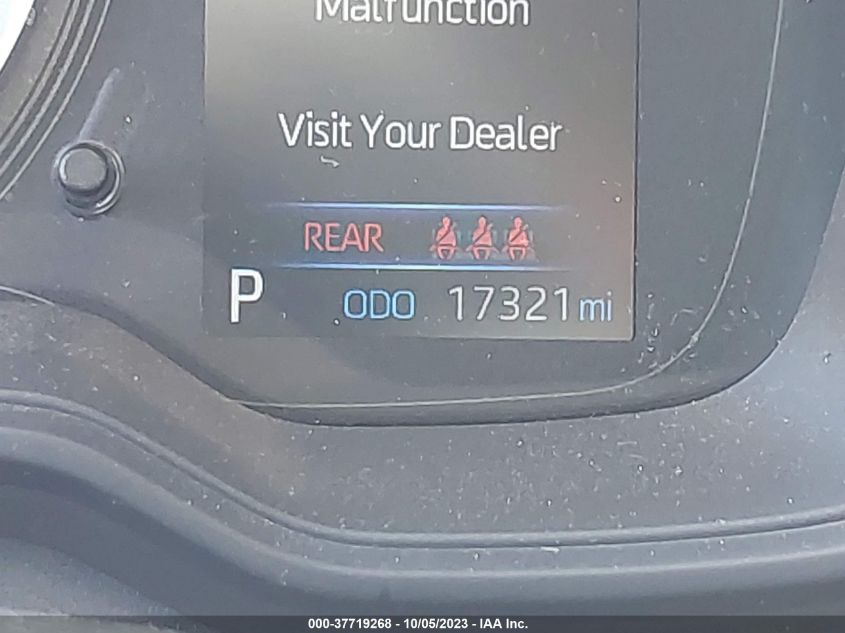 Malfunction
Visit Your Dealer
REAR
P ODO 17321 mi
000-37719268 - 10/05/2023 - IAA Inc.